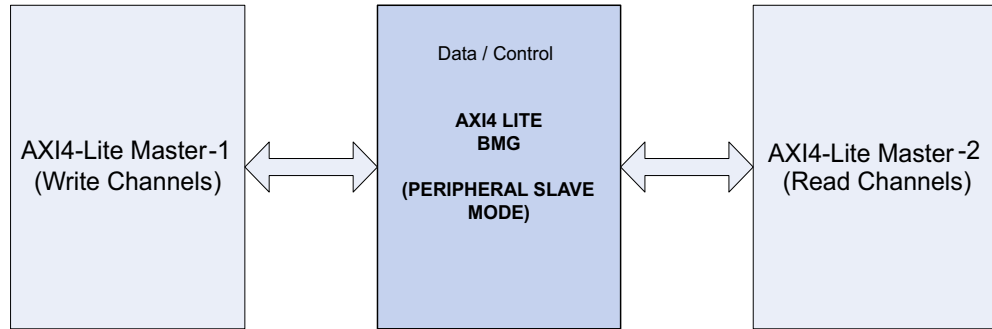 AXI4-Lite Master-1
(Write Channels)
Data / Control
AXI4 LITE
BMG
(PERIPHERAL SLAVE
MODE)
AXI4-Lite Master-2
(Read Channels)